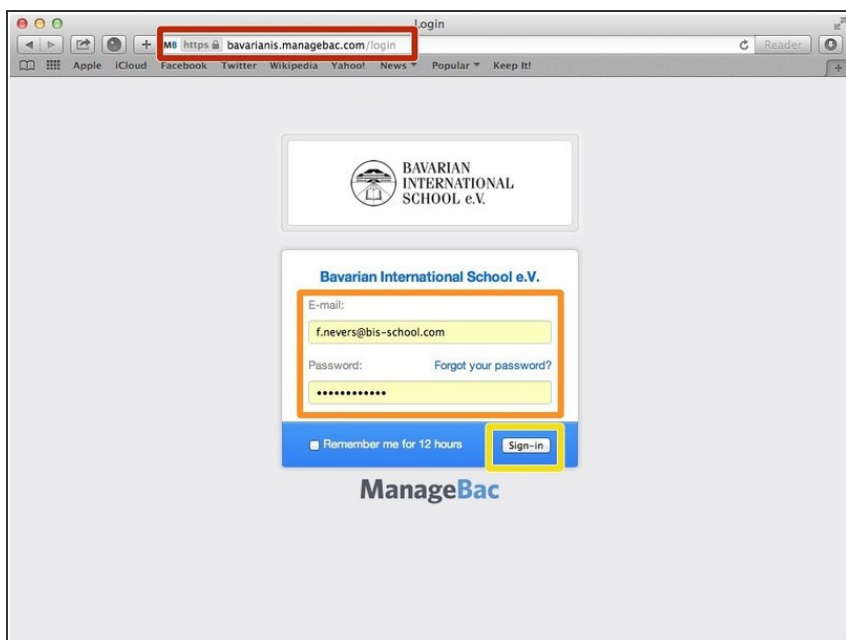 Login
MB https bavarianis.managebac.com/login
Reader
Apple iCloud Facebook Twitter Wikipedia Yahoo! News Popular Keep It!
BAVARIAN
INTERNATIONAL
SCHOOL e.V.
Bavarian International School e.V.
E-mail:
f.nevers@bis-school.com
Password: Forgot your password?
••••••••••••
Remember me for 12 hours Sign-in
ManageBac